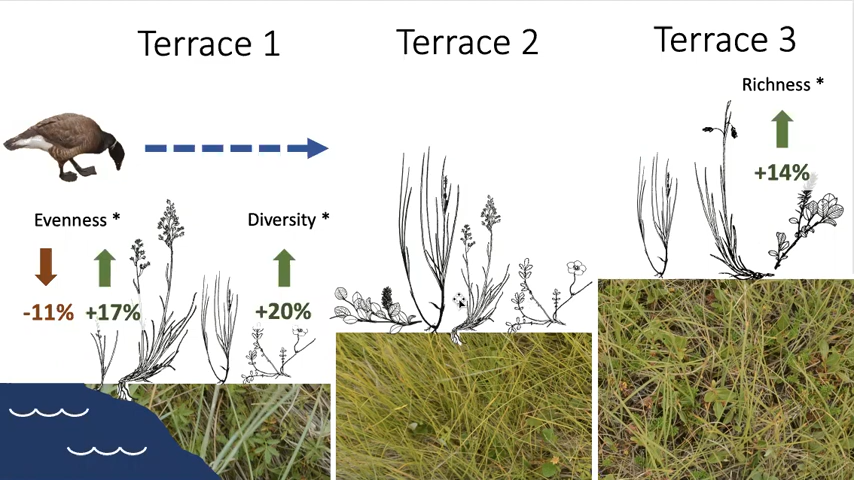 Terrace 1
Terrace 2
Terrace 3
Richness *
+14%
Evenness *
Diversity *
-11%
+17%
+20%